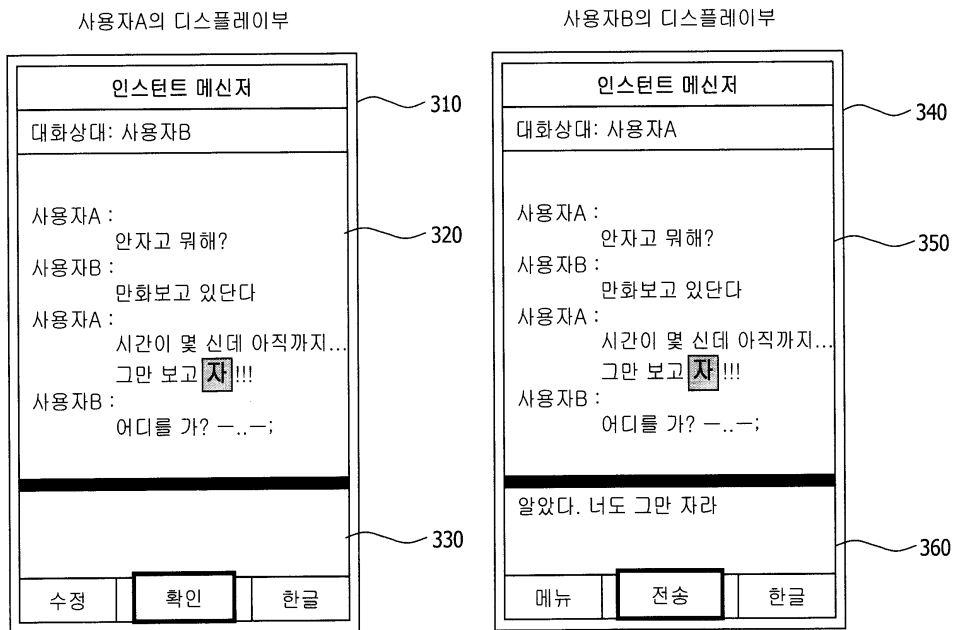 사용자A의 디스플레이부
인스턴트 메신저
310
대화상대: 사용자B
사용자A :
안자고 뭐해?
320
사용자B :
만화보고 있단다
사용자A :
시간이 몇 신데 아직까지...
그만 보고 자 !!!
사용자B :
어디를 가? ㅡ..ㅡ;
330
수정
확인
한글
사용자B의 디스플레이부
인스턴트 메신저
340
대화상대: 사용자A
사용자A :
안자고 뭐해?
350
사용자B :
만화보고 있단다
사용자A :
시간이 몇 신데 아직까지...
그만 보고 자 !!!
사용자B :
어디를 가? ㅡ..ㅡ;
알았다. 너도 그만 자라
360
메뉴
전송
한글